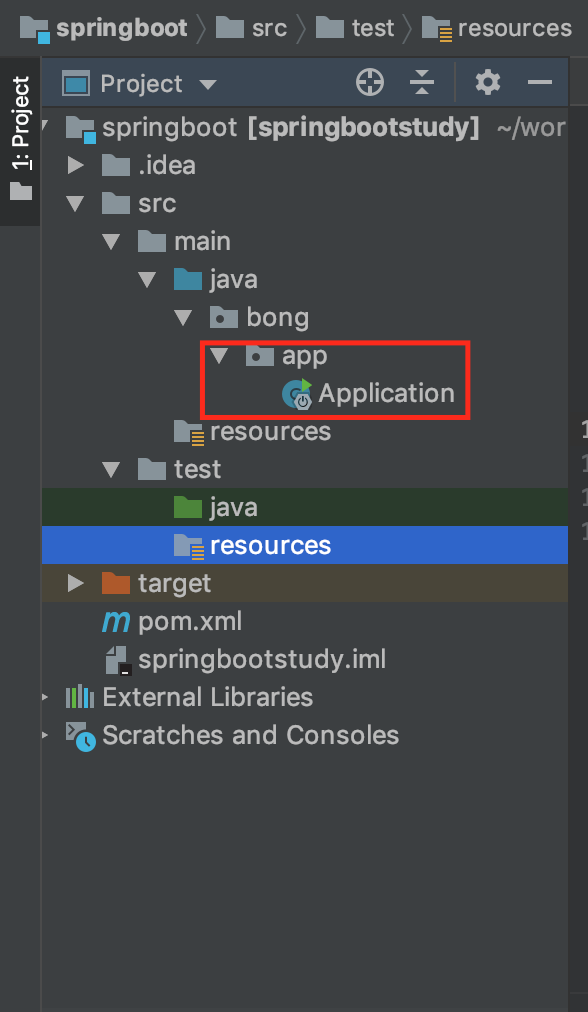 springboot src test resources
1: Project
Project
springboot [springbootstudy] ~/wor
.idea
src
main
java
bong
app
Application
resources
test
java
resources
target
m pom.xml
springbootstudy.iml
External Libraries
Scratches and Consoles